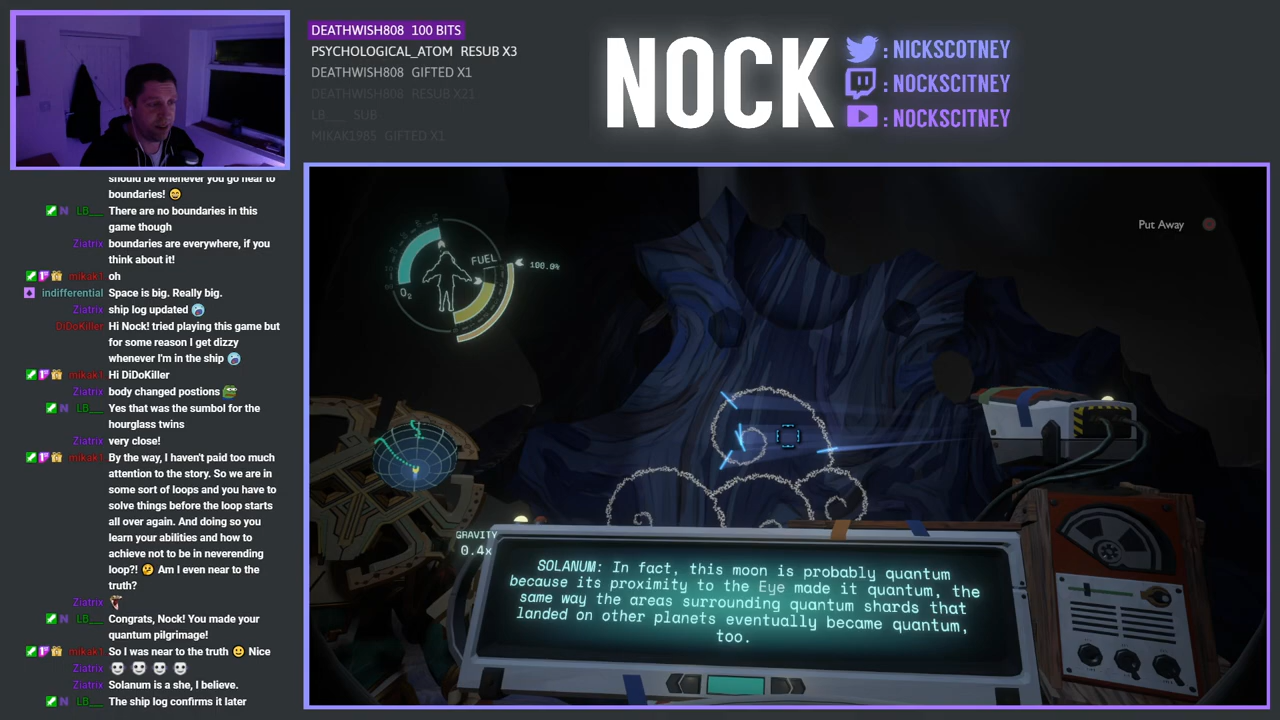 DEATHWISH808 100 BITS
PSYCHOLOGICAL_ATOM RESUB X3
DEATHWISH808 GIFTED X1
DEATHWISH808 RESUB X21
LB___ SUB
MIKAK1985 GIFTED X1
NOCK
: NICKSCOTNEY
: NOCKSCITNEY
: NOCKSCITNEY
should be whenever you go near to
boundaries!
LB__ There are no boundaries in this
game though
Ziatrix boundaries are everywhere, if you
think about it!
mikak1 oh
indifferential Space is big. Really big.
Ziatrix ship log updated
DiDoKiller Hi Nock! tried playing this game but
for some reason I get dizzy
whenever I'm in the ship
mikak1 Hi DiDoKiller
Ziatrix body changed postions
LB__ Yes that was the sumbol for the
hourglass twins
Ziatrix very close!
mikak1 By the way, I haven't paid too much
attention to the story. So we are in
some sort of loops and you have to
solve things before the loop starts
all over again. And doing so you
learn your abilities and how to
achieve not to be in neverending
loop?! Am I even near to the
truth?
Ziatrix
LB__ Congrats, Nock! You made your
quantum pilgrimage!
mikak1 So I was near to the truth Nice
Ziatrix
Ziatrix Solanum is a she, I believe.
LB__ The ship log confirms it later
Put Away
FUEL
100.0%
O2
GRAVITY
0.4x
SOLANUM: In fact, this moon is probably quantum
because its proximity to the Eye made it quantum, the
same way the areas surrounding quantum shards that
landed on other planets eventually became quantum,
too.